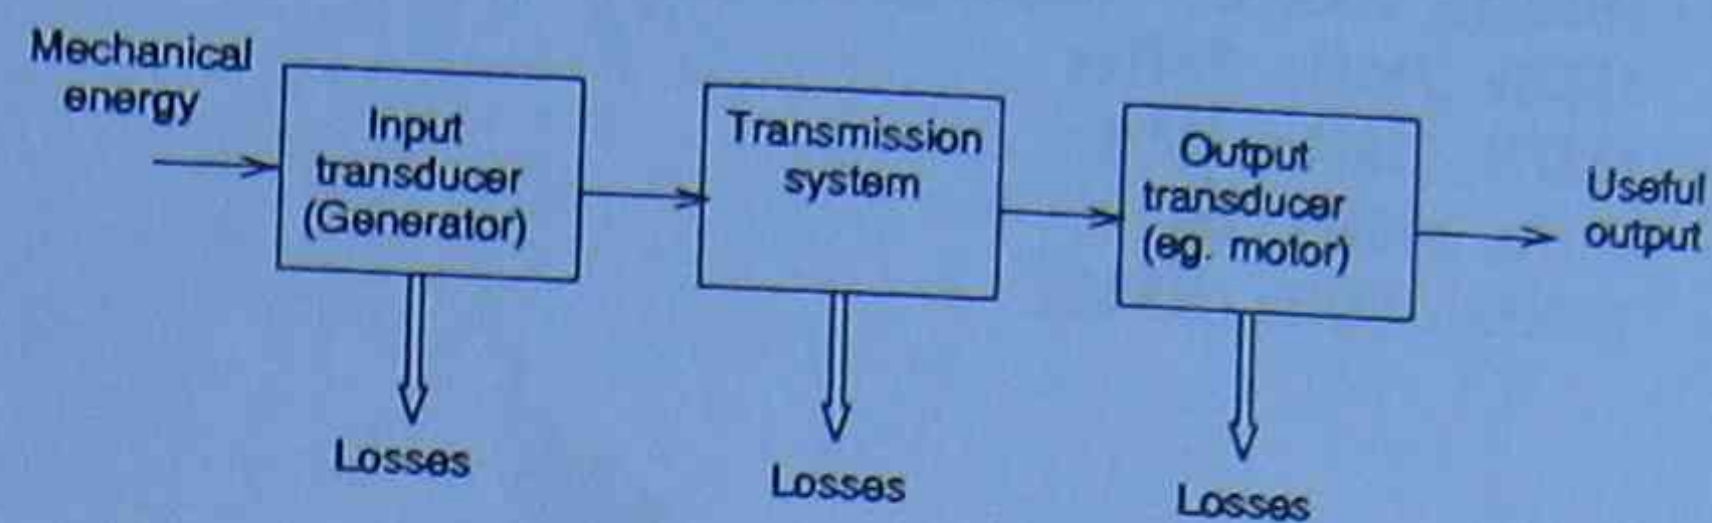 Mechanical
energy
Input
transducer
(Generator)
Transmission
system
Output
transducer
(eg. motor)
Useful
output
Losses
Losses
Losses